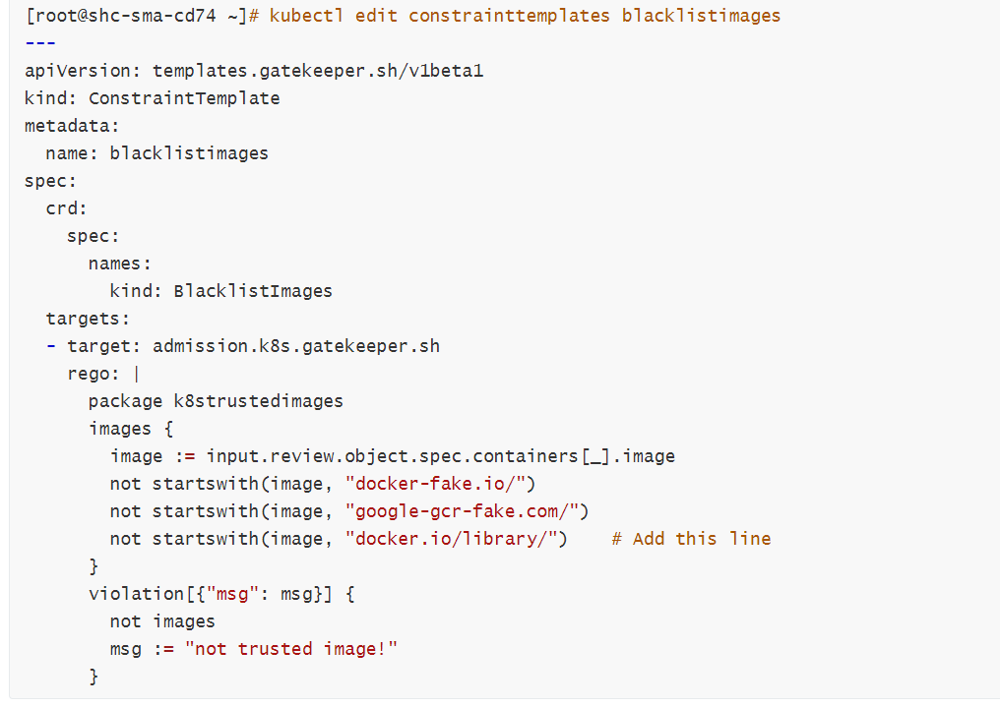 [root@shc-sma-cd74 ~]# kubectl edit constrainttemplates blacklistimages
---
apiVersion: templates.gatekeeper.sh/v1beta1
kind: ConstraintTemplate
metadata:
  name: blacklistimages
spec:
  crd:
    spec:
      names:
        kind: BlacklistImages
  targets:
  - target: admission.k8s.gatekeeper.sh
    rego: |
      package k8strustedimages
      images {
        image := input.review.object.spec.containers[_].image
        not startswith(image, "docker-fake.io/")
        not startswith(image, "google-gcr-fake.com/")
        not startswith(image, "docker.io/library/")    # Add this line
      }
      violation[{"msg": msg}] {
        not images
        msg := "not trusted image!"
      }